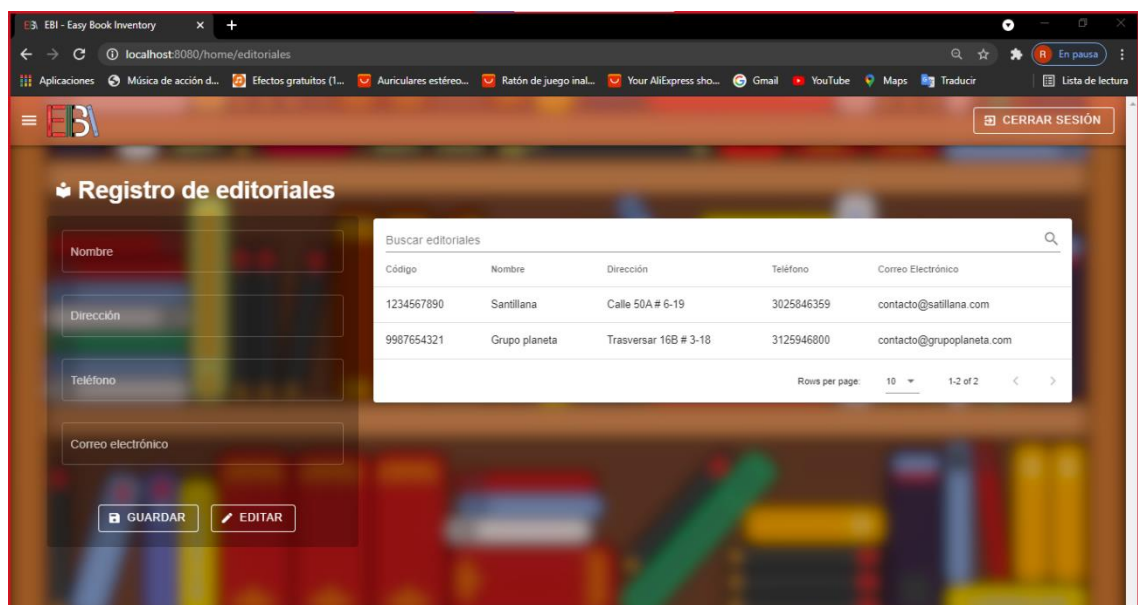 EBI EBI - Easy Book Inventory
localhost:8080/home/editoriales R En pausa
Aplicaciones Música de acción d... Efectos gratuitos (1... Auriculares estéreo... Ratón de juego inal... Your AliExpress sho... Gmail YouTube Maps Traducir Lista de lectura
EBI CERRAR SESIÓN
Registro de editoriales
Nombre
Dirección
Teléfono
Correo electrónico
GUARDAR EDITAR
Buscar editoriales
Código Nombre Dirección Teléfono Correo Electrónico
1234567890 Santillana Calle 50A # 6-19 3025846359 contacto@satillana.com
9987654321 Grupo planeta Trasversar 16B # 3-18 3125946800 contacto@grupoplaneta.com
Rows per page: 10 1-2 of 2